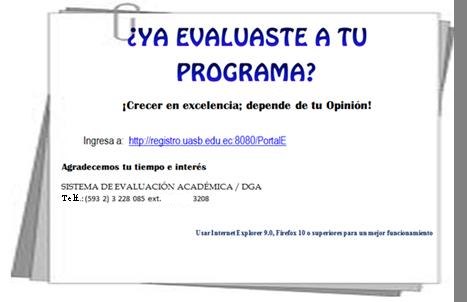 ¿YA EVALUASTE A TU
PROGRAMA?
¡Crecer en excelencia; depende de tu Opinión!
Ingresa a: http://registro.uasb.edu.ec:8080/PortalE
Agradecemos tu tiempo e interés
SISTEMA DE EVALUACIÓN ACADÉMICA / DGA
Telf.: (593 2) 3 228 085 ext. 3208
Usar Internet Explorer 9.0, Firefox 10 o superiores para un mejor funcionamiento